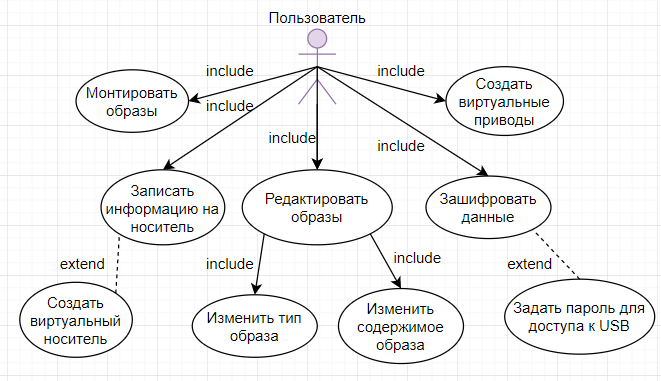 Пользователь
include
include
Монтировать
образы
include
Создать
виртуальные
приводы
include
include
Записать
информацию на
носитель
Редактировать
образы
Зашифровать
данные
extend
include
include
extend
Создать
виртуальный
носитель
Изменить тип
образа
Изменить
содержимое
образа
Задать пароль для
доступа к USB